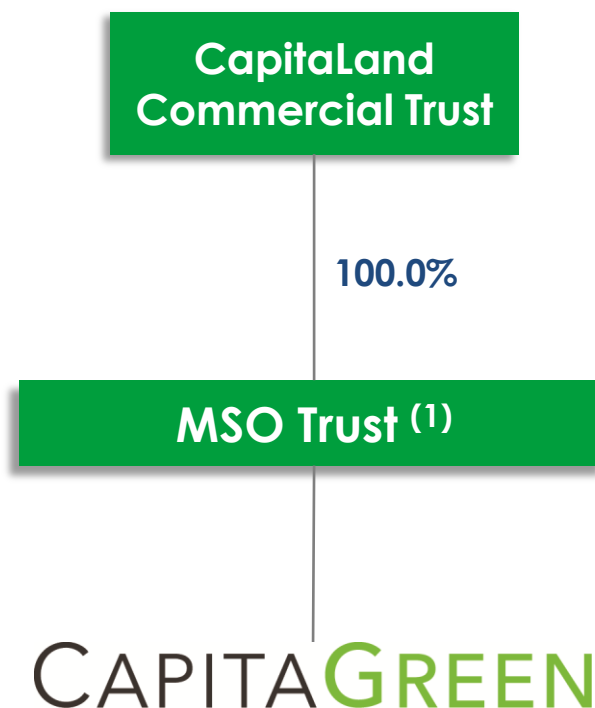 CapitaLand
Commercial Trust
100.0%
MSO Trust (1)
CAPITAGREEN